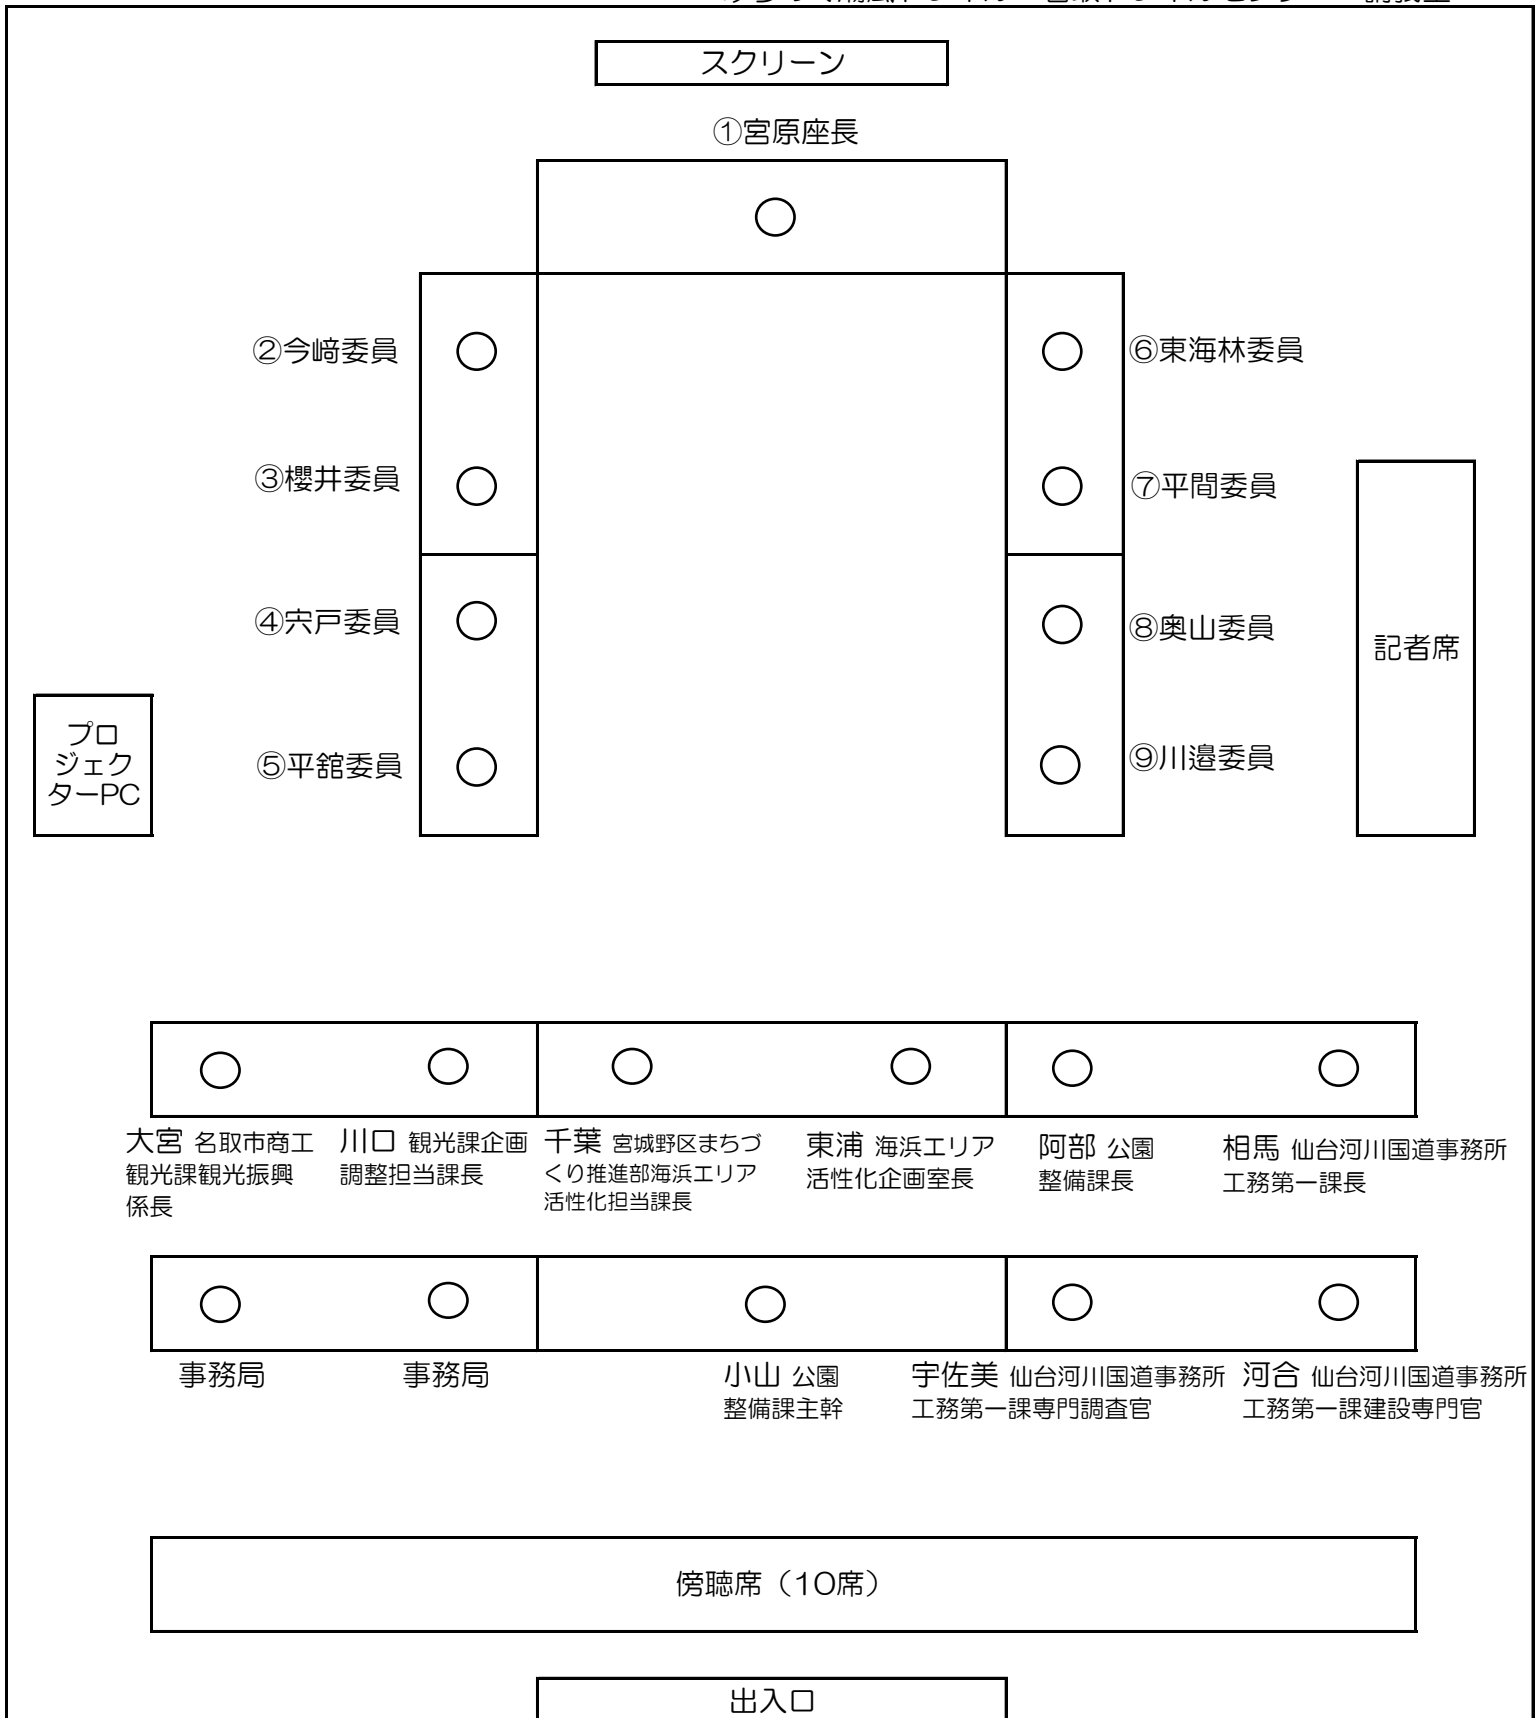 スクリーン
①宮原座長
②今﨑委員
⑥東海林委員
③櫻井委員
⑦平間委員
④宍戸委員
⑧奥山委員
記者席
プロ
ジェク
ターPC
⑤平舘委員
⑨川邉委員
大宮 名取市商工
観光課観光振興
係長
川口 観光課企画
調整担当課長
千葉 宮城野区まちづ
くり推進部海浜エリア
活性化担当課長
東浦 海浜エリア
活性化企画室長
阿部 公園
整備課長
相馬 仙台河川国道事務所
工務第一課長
事務局
事務局
小山 公園
整備課主幹
宇佐美 仙台河川国道事務所
工務第一課専門調査官
河合 仙台河川国道事務所
工務第一課建設専門官
傍聴席（10席）
出入口